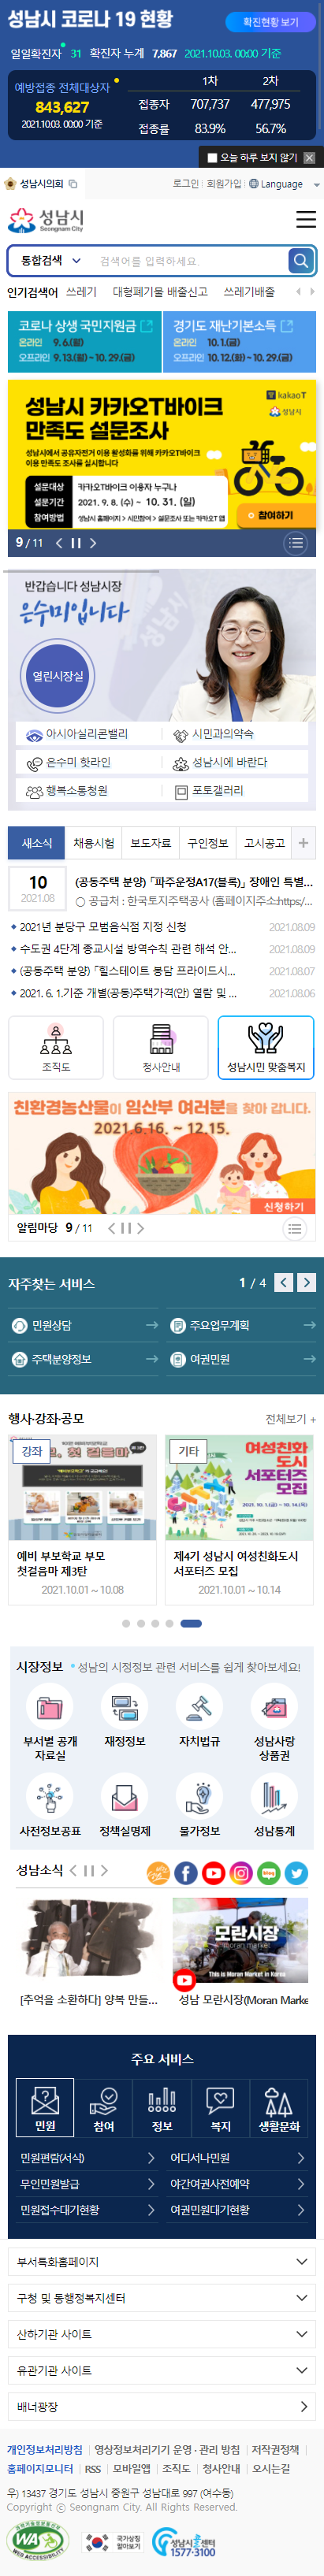 성남시 코로나 19 현황
확진현황 보기
일일확진자 31 확진자 누계 7,867 2021.10.03. 00:00 기준
예방접종 전체대상자
843,627
2021.10.03. 00:00 기준
1차 2차
접종자 707,737 477,975
접종률 83.9% 56.7%
오늘 하루 보지 않기
성남시의회
로그인 회원가입 Language
성남시
Seongnam City
통합검색 검색어를 입력하세요.
인기검색어 쓰레기 대형폐기물 배출신고 쓰레기배출
코로나 상생 국민지원금
온라인 9. 6.(월)
오프라인 9.13.(월) ~ 10. 29.(금)
경기도 재난기본소득
온라인 10. 1.(금)
오프라인 10.12.(화) ~ 10. 29.(금)
kakao T
성남시
성남시 카카오T바이크
만족도 설문조사
성남시에서 공유자전거 이용 활성화를 위해 카카오T바이크
이용 만족도 조사를 실시합니다
설문대상 카카오T바이크 이용자 누구나
설문기간 2021. 9. 8. (수) ~ 10. 31. (일)
참여방법 성남시 홈페이지 > 시민참여 > 설문조사 또는 카카오T 앱
참여하기
9 / 11
반갑습니다 성남시장
은수미입니다
열린시장실
아시아실리콘밸리 시민과의약속
은수미 핫라인 성남시에 바란다
행복소통청원 포토갤러리
새소식 채용시험 보도자료 구인정보 고시공고 +
10
2021.08
(공동주택 분양) 「파주운정A17(블록)」 장애인 특별...
○ 공급처 : 한국토지주택공사 (홈페이지주소:https:/...
2021년 분당구 모범음식점 지정 신청 2021.08.09
수도권 4단계 종교시설 방역수칙 관련 해석 안... 2021.08.09
(공동주택 분양) 「힐스테이트 봉담 프라이드시... 2021.08.07
2021. 6. 1.기준 개별(공동)주택가격(안) 열람 및 ... 2021.08.06
조직도 청사안내 성남시민 맞춤복지
친환경농산물이 임산부 여러분을 찾아 갑니다.
2021.6.16. ~ 12.15.
신청하기
알림마당 9 / 11
자주찾는 서비스 1 / 4
민원상담 주요업무계획
주택분양정보 여권민원
행사·강좌·공모 전체보기 +
강좌
기타
여성친화
도시
서포터즈
모집
예비 부보학교 부모
첫걸음마 제3탄
2021.10.01 ~ 10.08
제4기 성남시 여성친화도시
서포터즈 모집
2021.10.01 ~ 10.14
시장정보 성남의 시정정보 관련 서비스를 쉽게 찾아보세요!
부서별 공개
자료실
재정정보 자치법규
성남사랑
상품권
사전정보공표 정책실명제 물가정보 성남통계
성남소식
blog
모란시장
moran market
This is Moran Market in Korea
[추억을 소환하다] 양복 만들...
성남 모란시장(Moran Marke
주요 서비스
민원 참여 정보 복지 생활문화
민원편람(서식) 어디서나민원
무인민원발급 야간여권사전예약
민원접수대기현황 여권민원대기현황
부서특화홈페이지
구청 및 동행정복지센터
산하기관 사이트
유관기관 사이트
배너광장
개인정보처리방침 영상정보처리기기 운영 · 관리 방침 저작권정책
홈페이지모니터 RSS 모바일앱 조직도 청사안내 오시는길
우) 13437 경기도 성남시 중원구 성남대로 997 (여수동)
Copyright ⓒ Seongnam City. All Rights Reserved.
WA
국가상징
알아보기
성남시콜센터
1577-3100